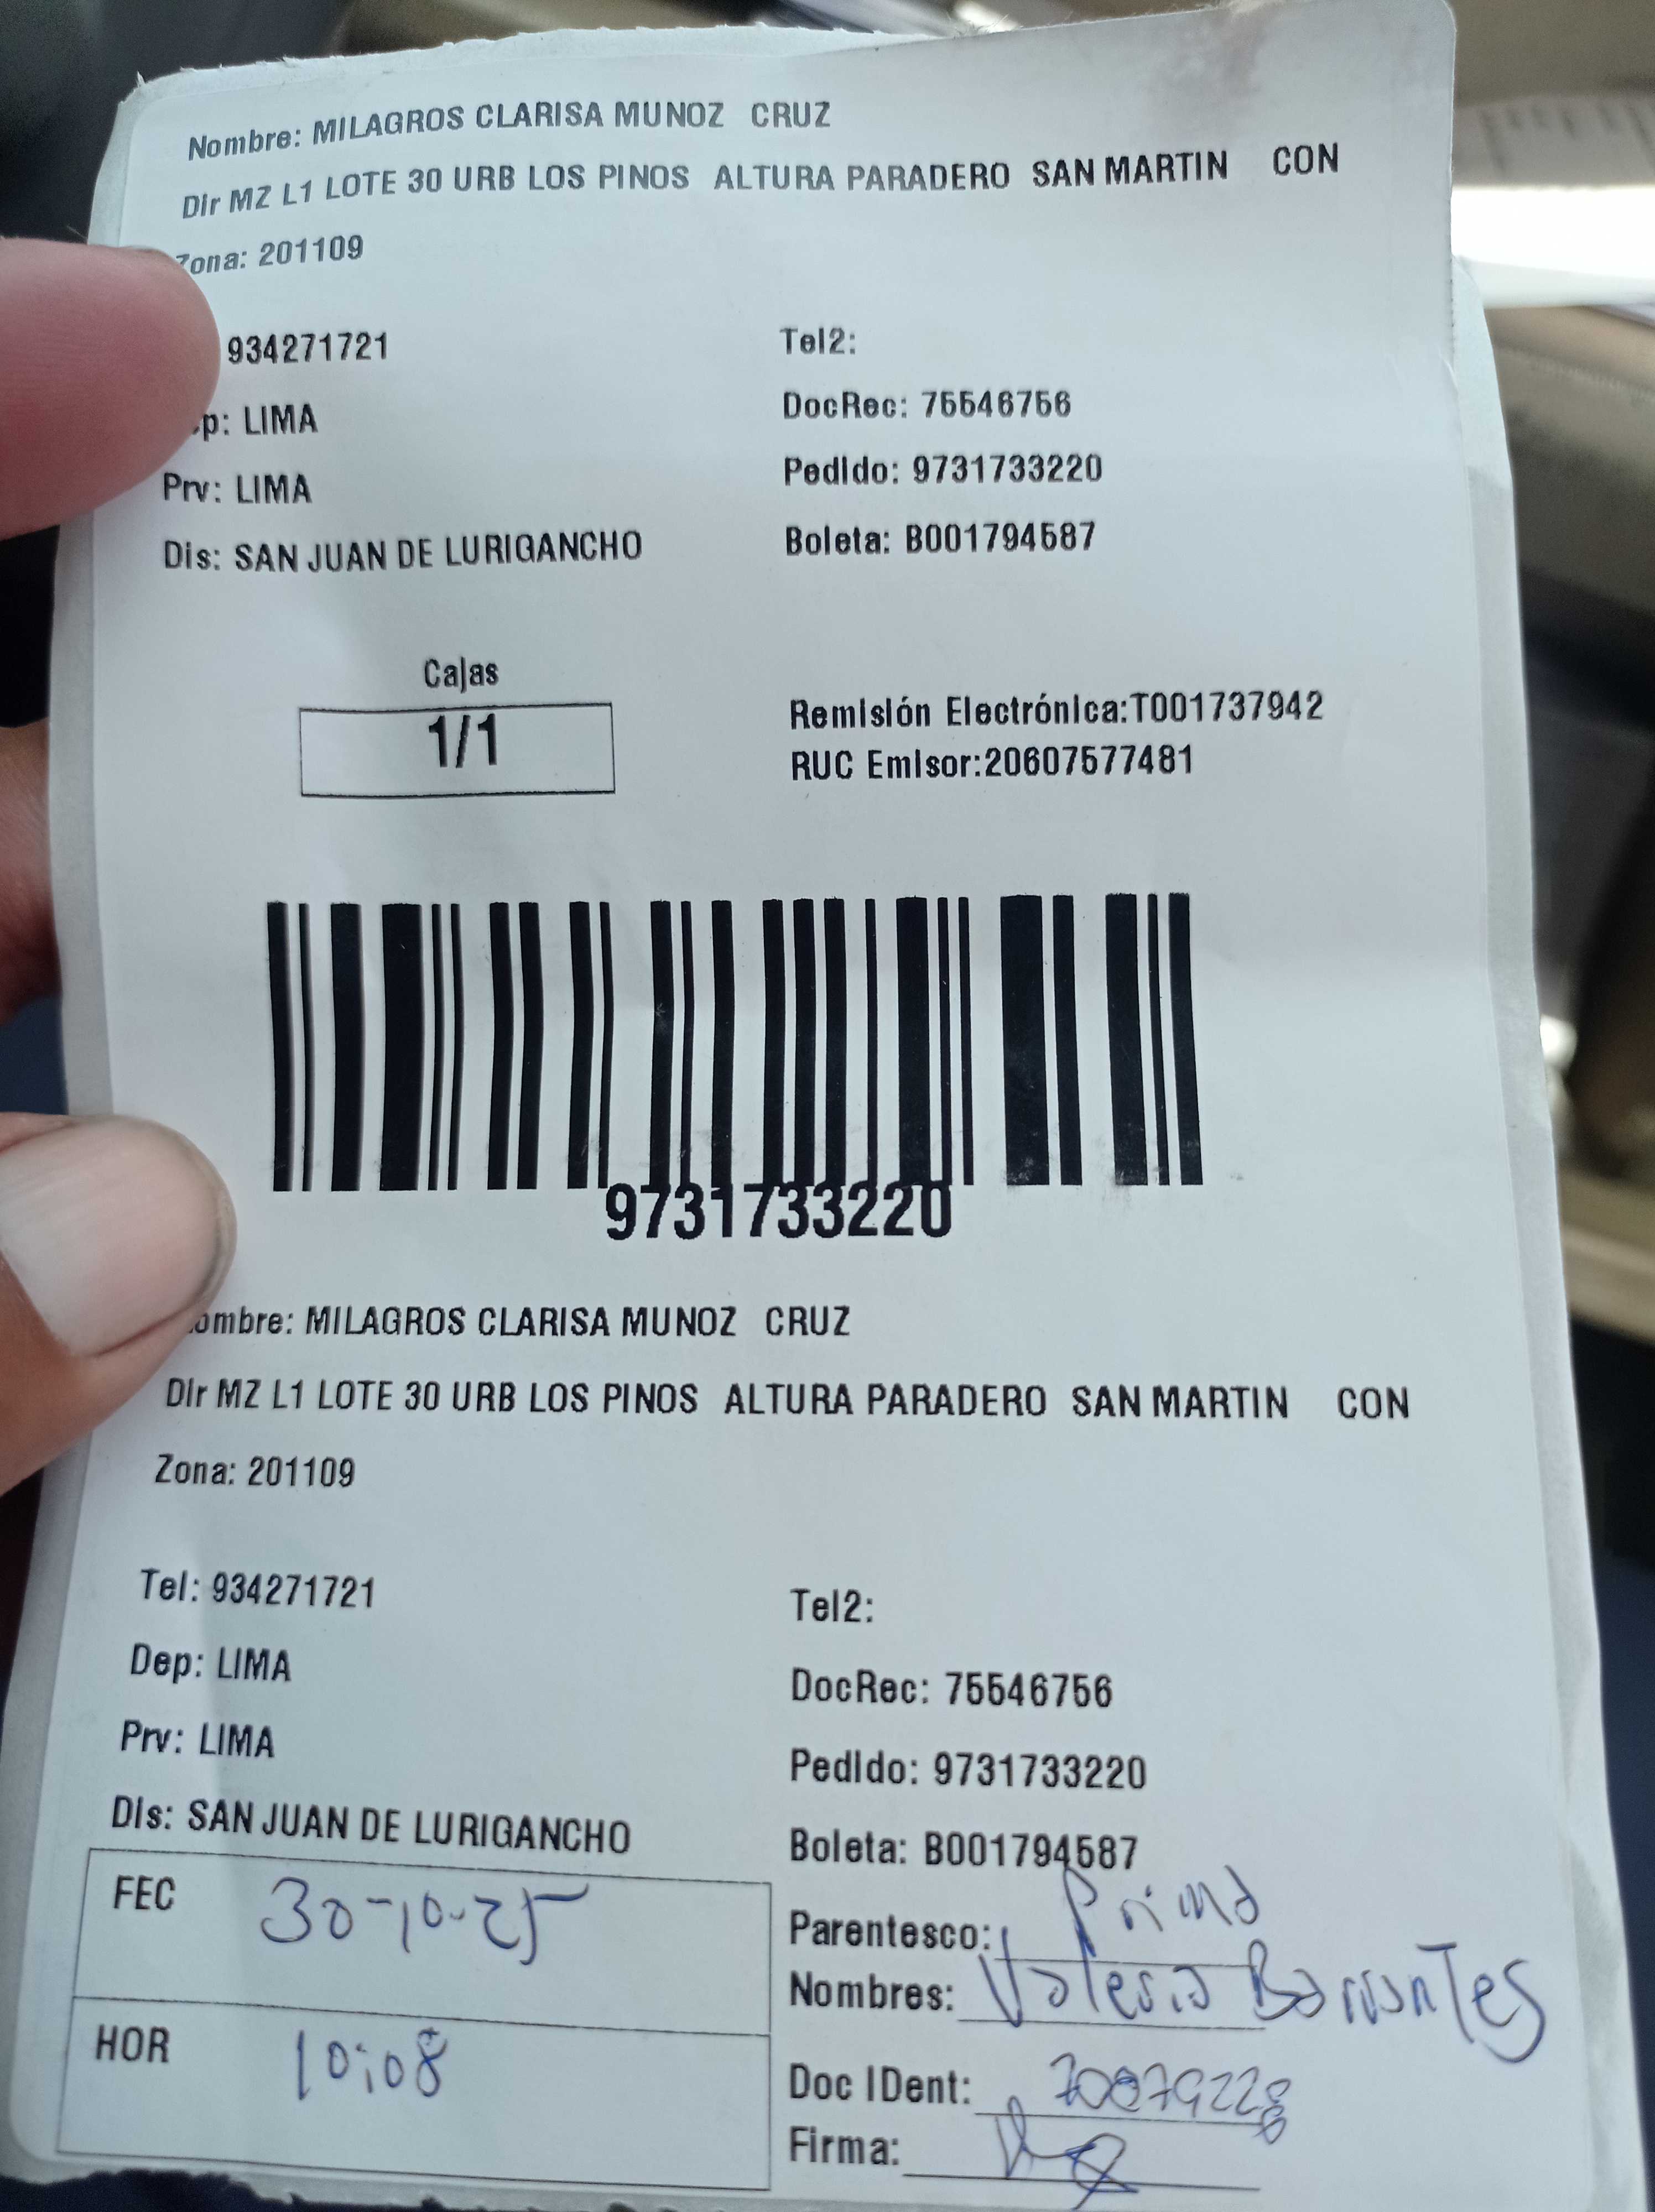 Nombre: MILAGROS CLARISA MUNOZ CRUZ
Dir MZ L1 LOTE 30 URB LOS PINOS ALTURA PARADERO SAN MARTIN CON
Zona: 201109
934271721 Tel2:
p: LIMA DocRec: 75546756
Prv: LIMA Pedido: 9731733220
Dis: SAN JUAN DE LURIGANCHO Boleta: B001794587
Cajas
1/1
Remisión Electrónica:T001737942
RUC Emisor:20607577481
9731733220
ombre: MILAGROS CLARISA MUNOZ CRUZ
Dir MZ L1 LOTE 30 URB LOS PINOS ALTURA PARADERO SAN MARTIN CON
Zona: 201109
Tel: 934271721 Tel2:
Dep: LIMA DocRec: 75546756
Prv: LIMA Pedido: 9731733220
Dis: SAN JUAN DE LURIGANCHO Boleta: B001794587
FEC 30-10-25
HOR 10:08
Parentesco: Prima
Nombres: Valeria Barrantes
Doc IDent: 70879228
Firma: